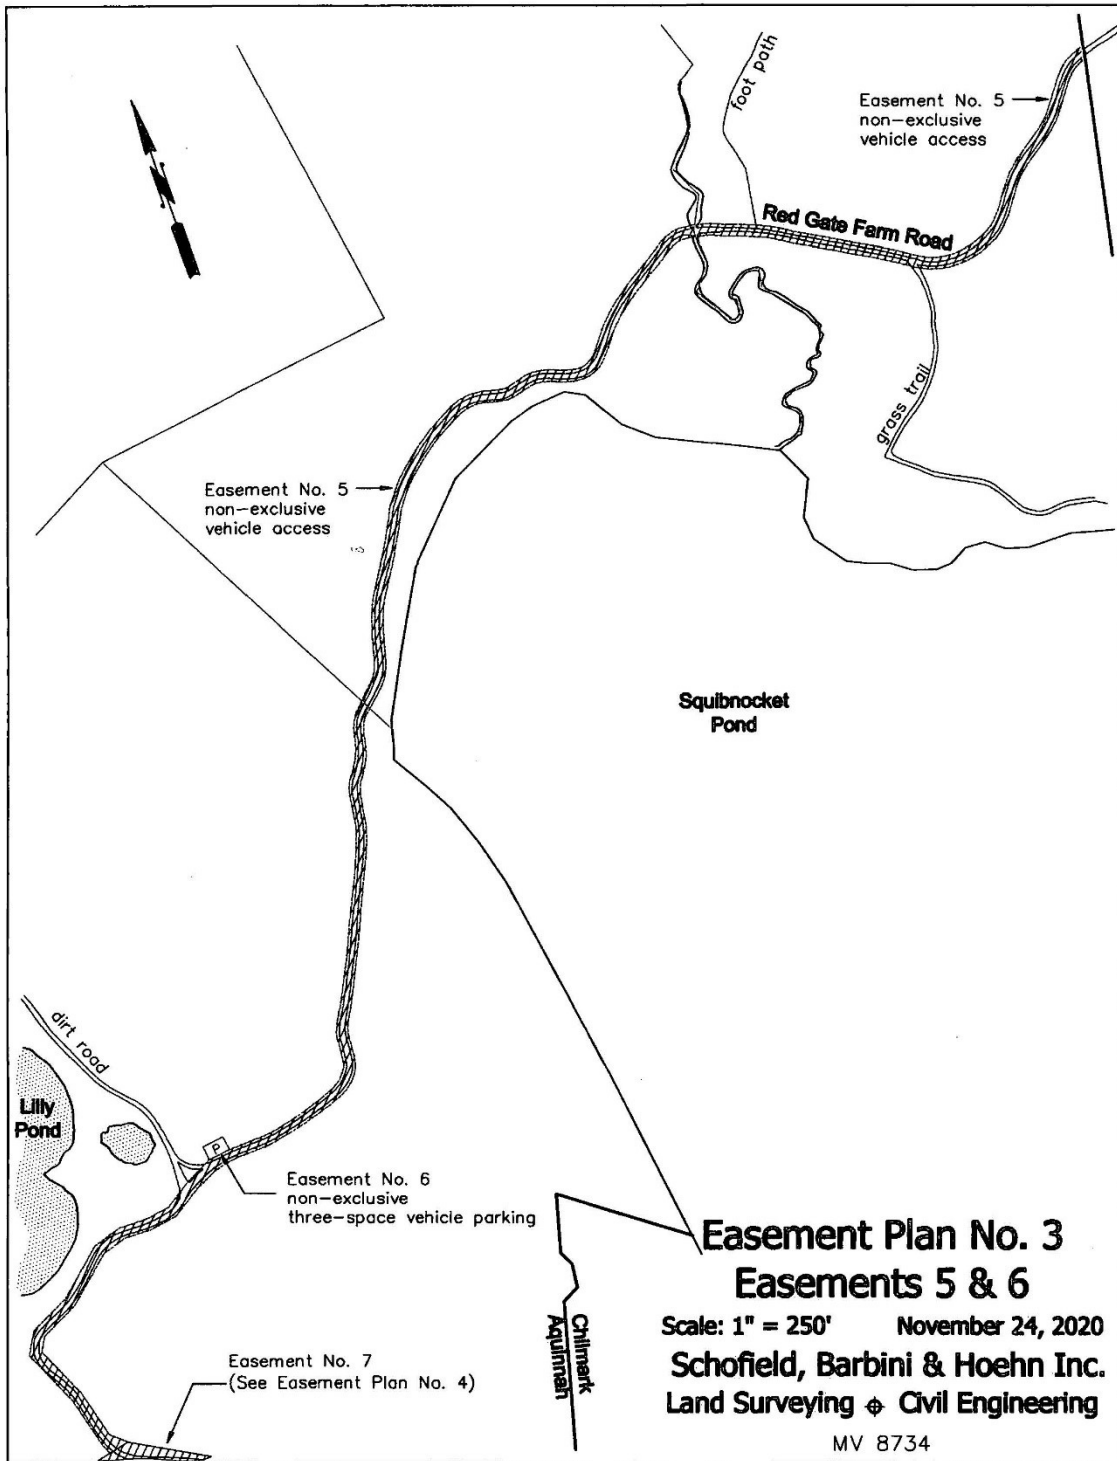 foot path
Easement No. 5
non-exclusive
vehicle access
Red Gate Farm Road
grass trail
Easement No. 5
non-exclusive
vehicle access
Squibnocket
Pond
dirt road
Lilly
Pond
P
Easement No. 6
non-exclusive
three-space vehicle parking
Easement No. 7
(See Easement Plan No. 4)
Chilmark
Aquinnah
Easement Plan No. 3
Easements 5 & 6
Scale: 1" = 250' November 24, 2020
Schofield, Barbini & Hoehn Inc.
Land Surveying Civil Engineering
MV 8734